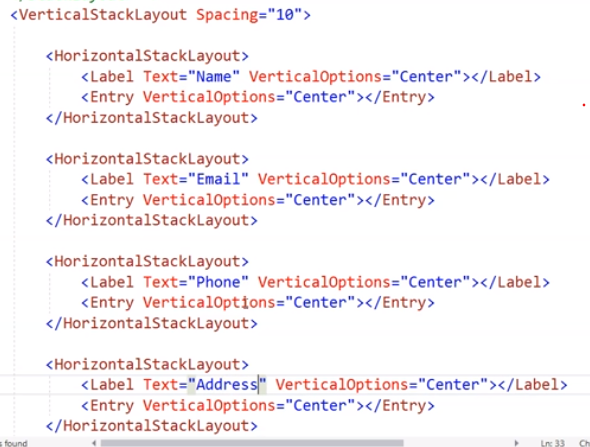 <VerticalStackLayout Spacing="10">
<HorizontalStackLayout>
<Label Text="Name" VerticalOptions="Center"></Label>
<Entry VerticalOptions="Center"></Entry>
</HorizontalStackLayout>
<HorizontalStackLayout>
<Label Text="Email" VerticalOptions="Center"></Label>
<Entry VerticalOptions="Center"></Entry>
</HorizontalStackLayout>
<HorizontalStackLayout>
<Label Text="Phone" VerticalOptions="Center"></Label>
<Entry VerticalOptions="Center"></Entry>
</HorizontalStackLayout>
<HorizontalStackLayout>
<Label Text="Address" VerticalOptions="Center"></Label>
<Entry VerticalOptions="Center"></Entry>
</HorizontalStackLayout>
s found Ln: 33 Ch